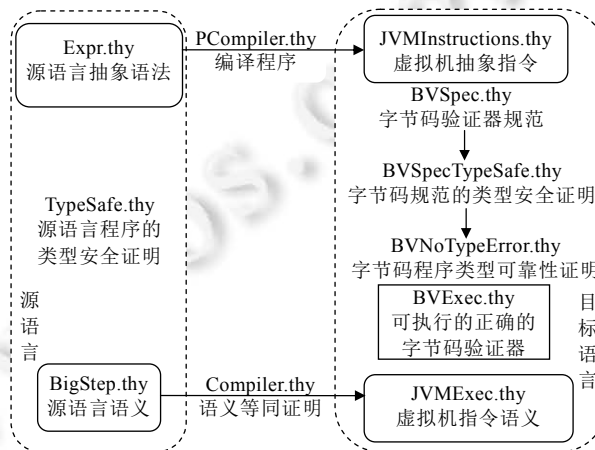 Expr.thy
源语言抽象语法
PCompiler.thy
编译程序
JVMInstructions.thy
虚拟机抽象指令
BVSpec.thy
字节码验证器规范
BVSpecTypeSafe.thy
字节码规范的类型安全证明
TypeSafe.thy
源语言程序的
类型安全证明
BVNoTypeError.thy
字节码程序类型可靠性证明
BVExec.thy
可执行的正确的
字节码验证器
源
语
言
目
标
语
言
BigStep.thy
源语言语义
Compiler.thy
语义等同证明
JVMExec.thy
虚拟机指令语义